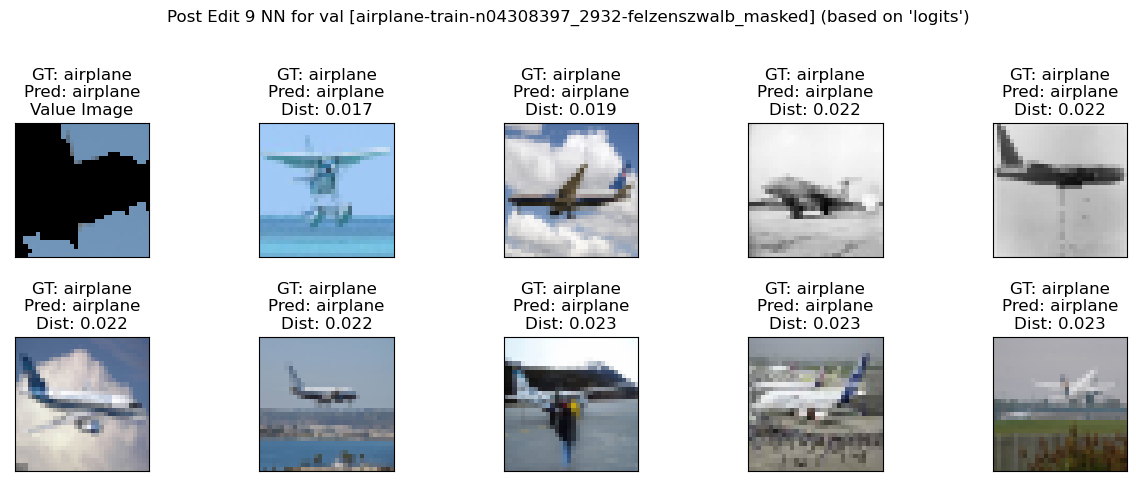 Post Edit 9 NN for val [airplane-train-n04308397_2932-felzenszwalb_masked] (based on 'logits')
GT: airplane
Pred: airplane
Value Image
GT: airplane
Pred: airplane
Dist: 0.017
GT: airplane
Pred: airplane
Dist: 0.019
GT: airplane
Pred: airplane
Dist: 0.022
GT: airplane
Pred: airplane
Dist: 0.022
GT: airplane
Pred: airplane
Dist: 0.022
GT: airplane
Pred: airplane
Dist: 0.022
GT: airplane
Pred: airplane
Dist: 0.023
GT: airplane
Pred: airplane
Dist: 0.023
GT: airplane
Pred: airplane
Dist: 0.023